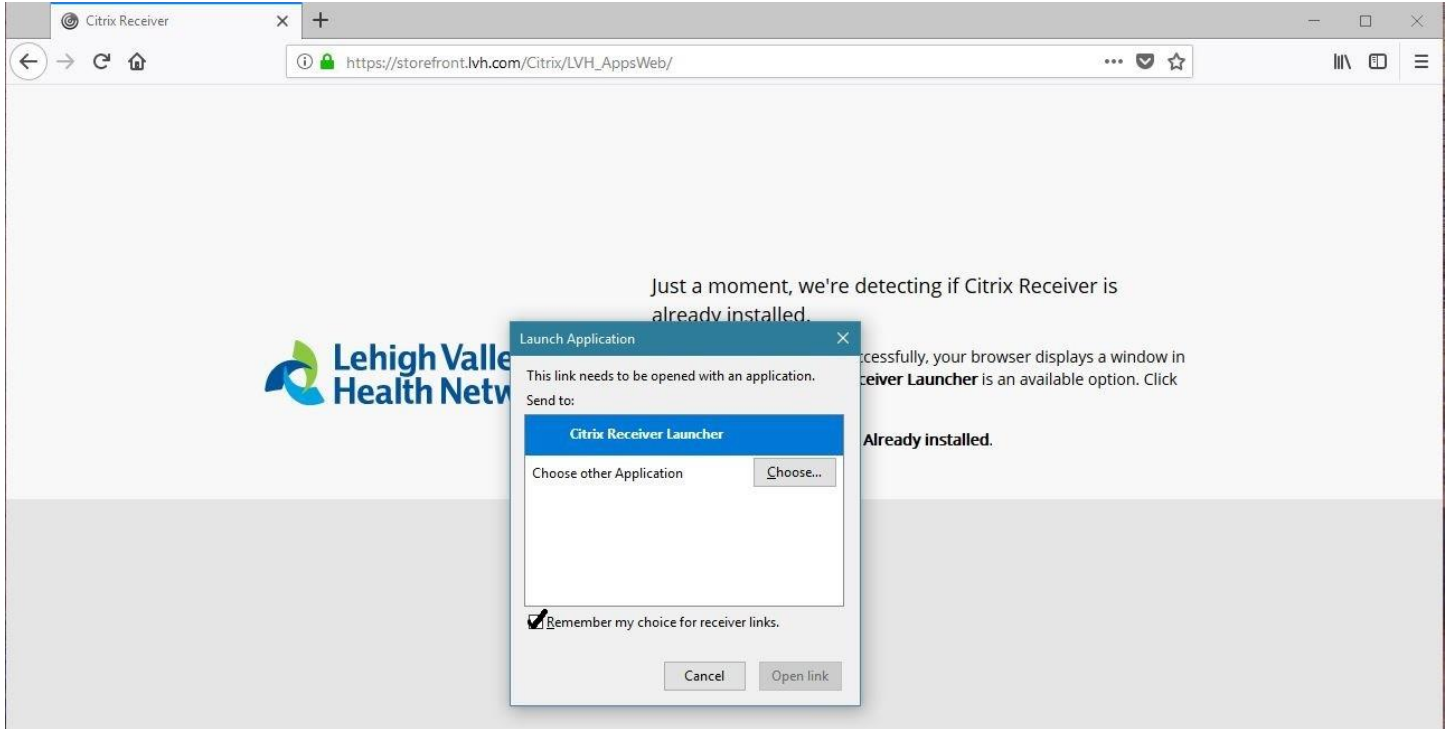 Citrix Receiver
https://storefront.lvh.com/Citrix/LVH_AppsWeb/
Just a moment, we're detecting if Citrix Receiver is
already installed.
Lehigh Valle
Health Netw
cessfully, your browser displays a window in
ceiver Launcher is an available option. Click
Already installed.
Launch Application
This link needs to be opened with an application.
Send to:
Citrix Receiver Launcher
Choose other Application
Choose...
Remember my choice for receiver links.
Cancel
Open link